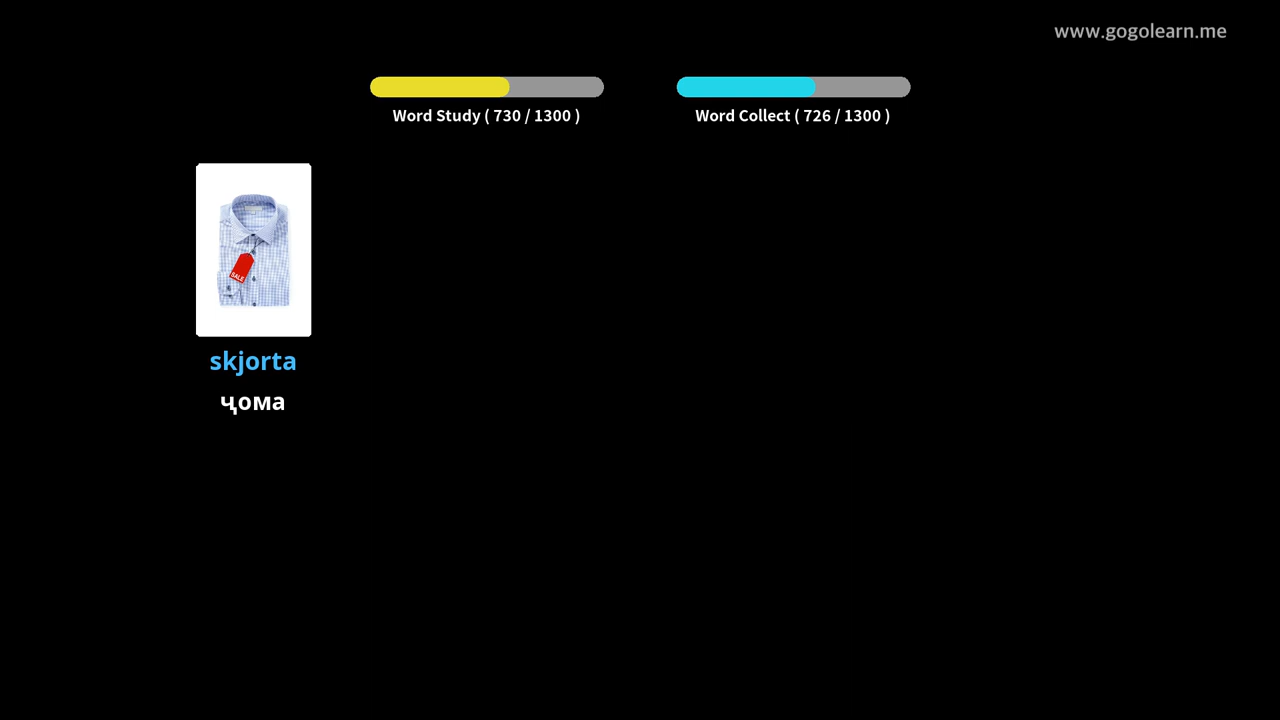 www.gogolearn.me
Word Study ( 730 / 1300 )
Word Collect ( 726 / 1300 )
SALE
skjorta
ҷома